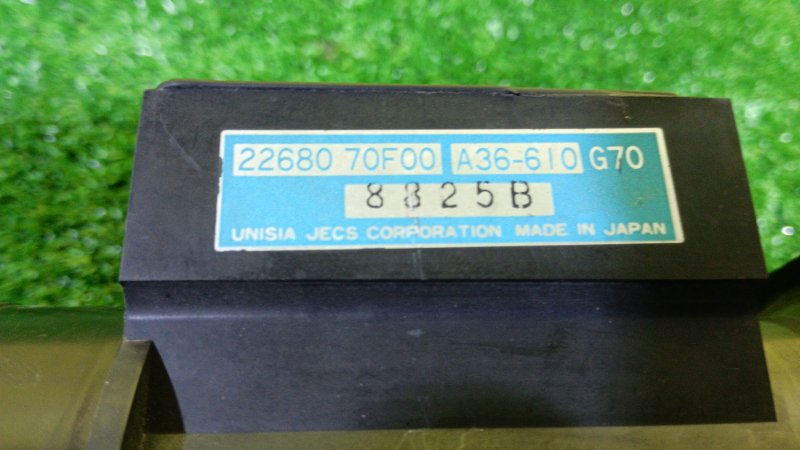 22680 70F00 A36-610 G70
8825B
UNISIA JECS CORPORATION MADE IN JAPAN